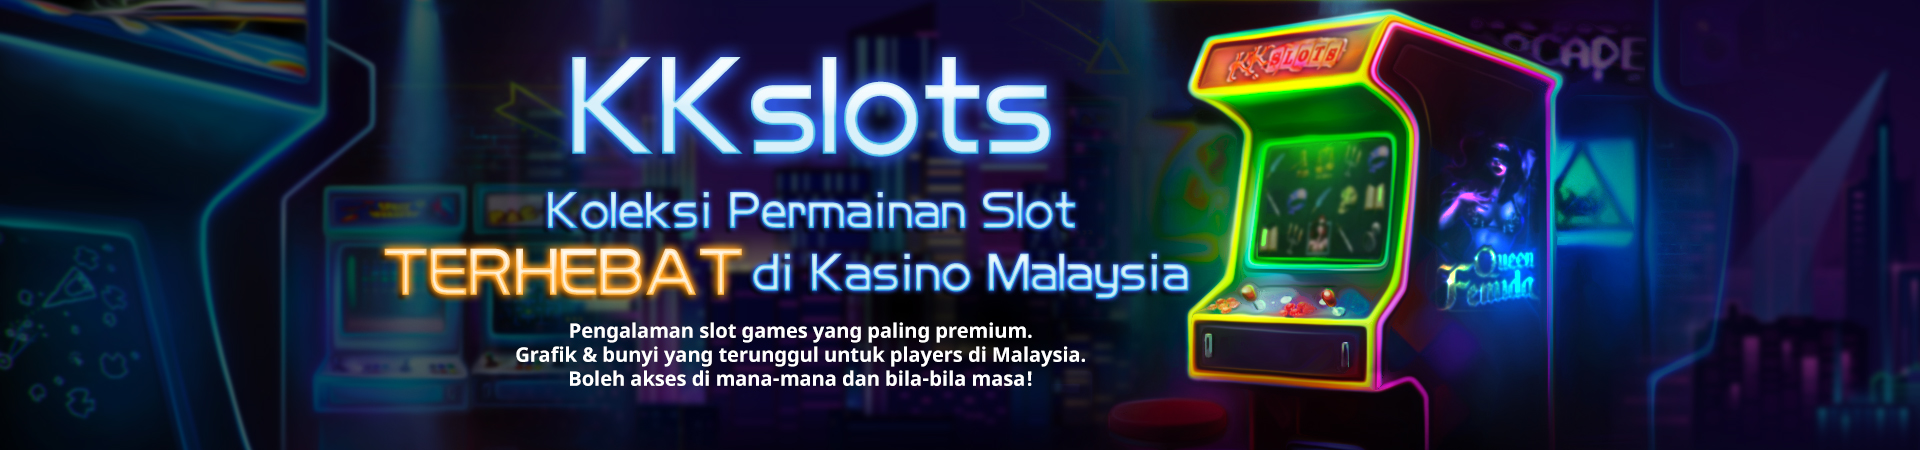 KKslots
Koleksi Permainan Slot
TERHEBAT di Kasino Malaysia
Pengalaman slot games yang paling premium.
Grafik & bunyi yang terunggul untuk players di Malaysia.
Boleh akses di mana-mana dan bila-bila masa!
KKSLOTS
Queen
ARCADE